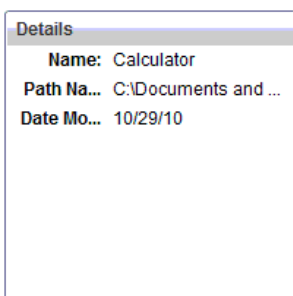 Details
Name: Calculator
Path Na... C:\Documents and ...
Date Mo... 10/29/10